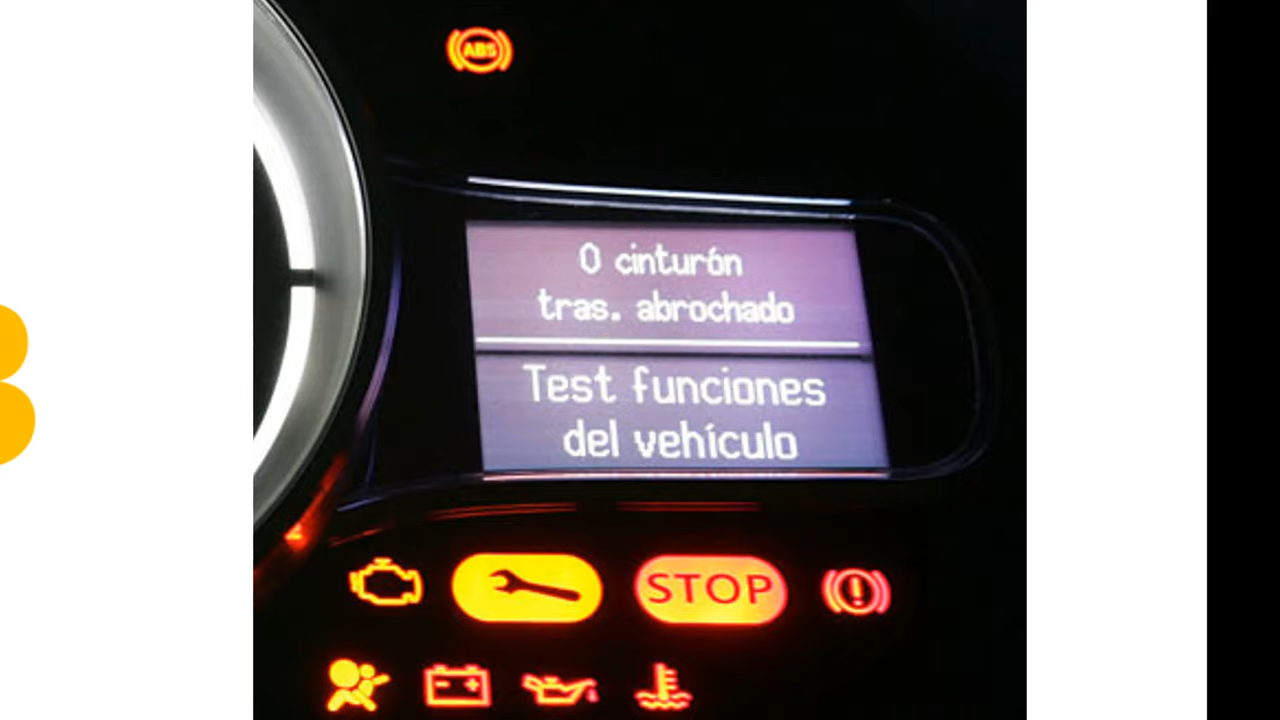 ABS
0 cinturón
tras. abrochado
Test funciones
del vehículo
STOP